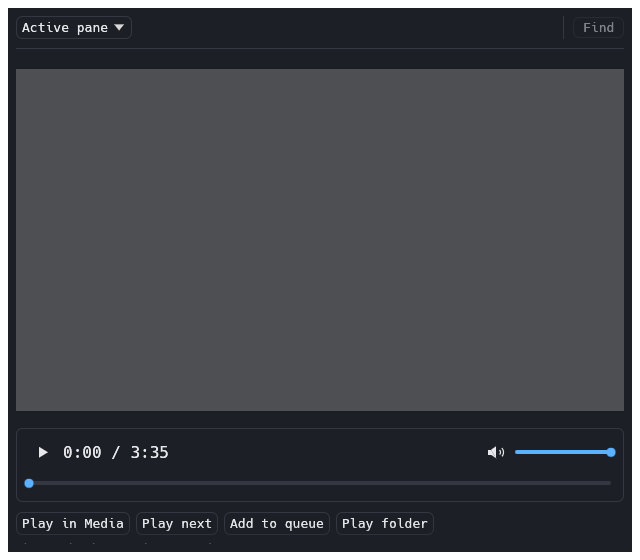 Active pane
Find
0:00 / 3:35
Play in Media
Play next
Add to queue
Play folder